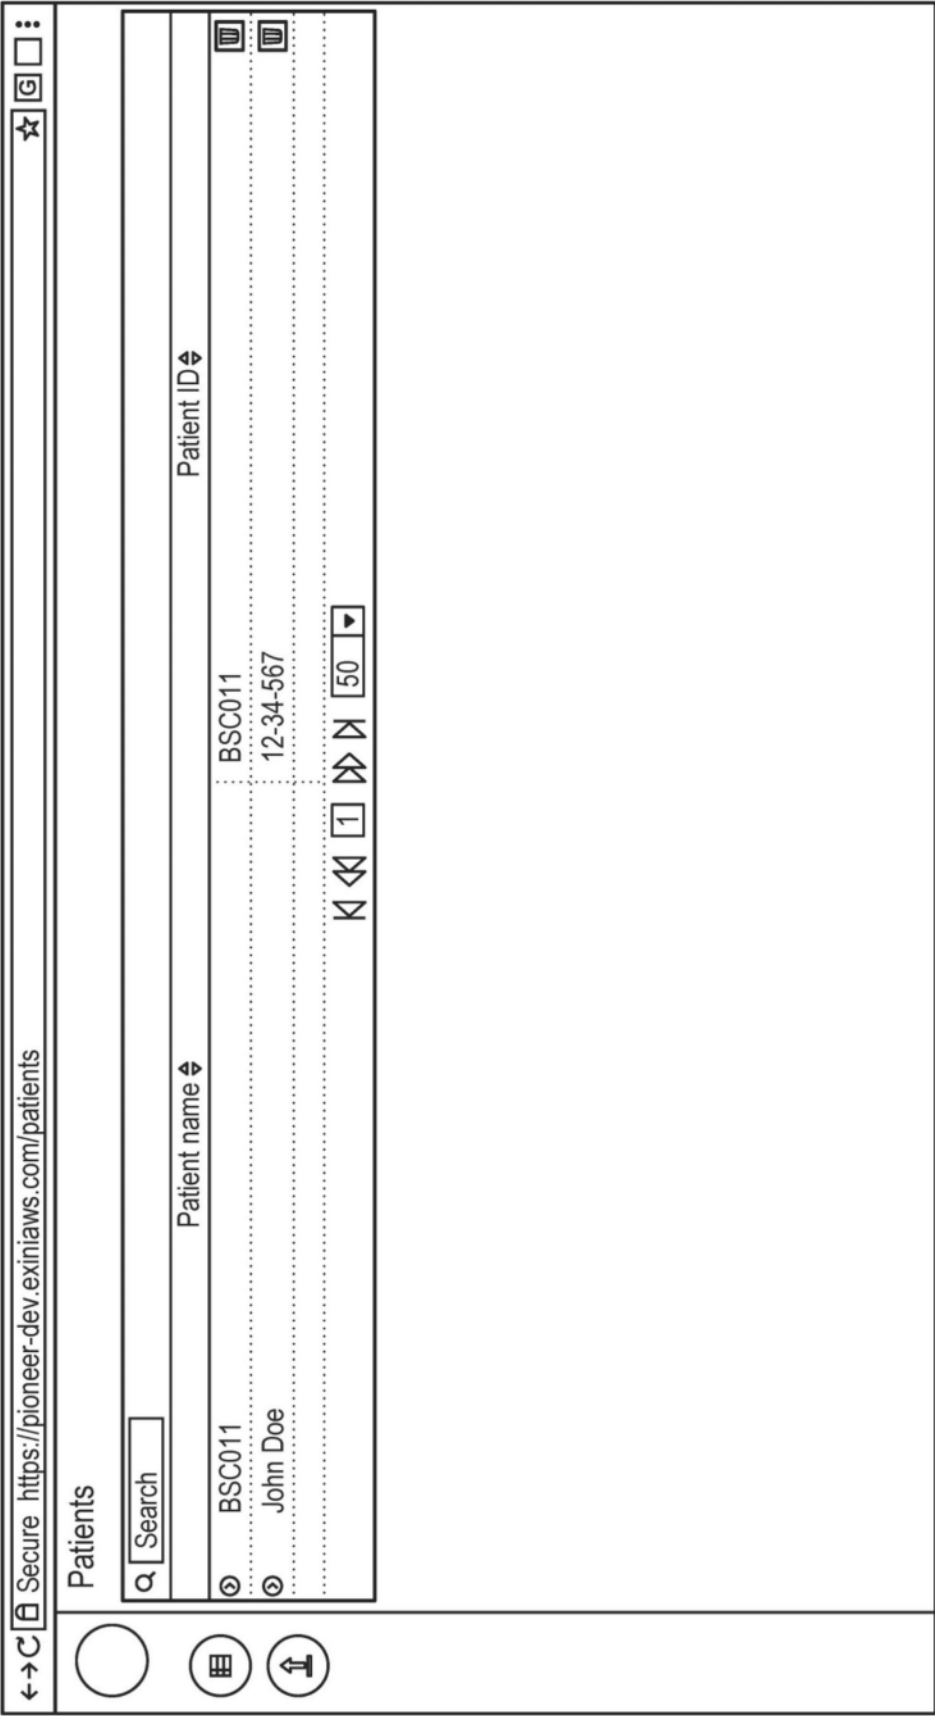 Secure https://pioneer-dev.exiniaws.com/patients
G
Patients
Search
Patient name Patient ID
BSC011 BSC011
John Doe 12-34-567
1 50